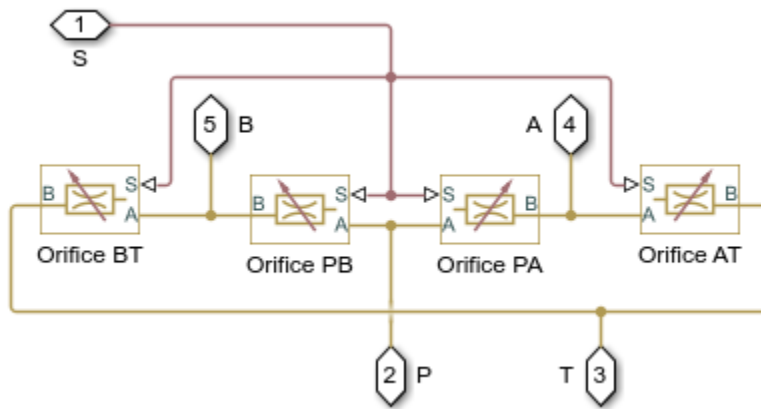 1
S
5 B
A 4
B S A
B S A
S A B
S A B
Orifice BT
Orifice PB
Orifice PA
Orifice AT
2 P
T 3